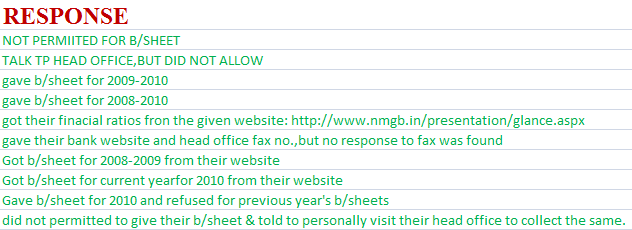 RESPONSE
NOT PERMIITED FOR B/SHEET
TALK TP HEAD OFFICE,BUT DID NOT ALLOW
gave b/sheet for 2009-2010
gave b/sheet for 2008-2010
got their finacial ratios fron the given website: http://www.nmgb.in/presentation/glance.aspx
gave their bank website and head office fax no.,but no response to fax was found
Got b/sheet for 2008-2009 from their website
Got b/sheet for current yearfor 2010 from their website
Gave b/sheet for 2010 and refused for previous year's b/sheets
did not permitted to give their b/sheet & told to personally visit their head office to collect the same.